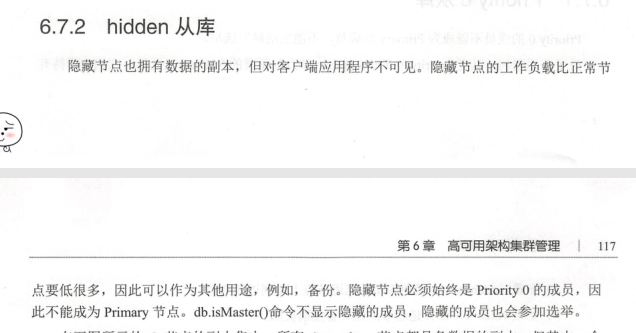 6.7.2 hidden 从库
隐藏节点也拥有数据的副本，但对客户端应用程序不可见。隐藏节点的工作负载比正常节
第 6 章 高可用架构集群管理 | 117
点要低很多，因此可以作为其他用途，例如，备份。隐藏节点必须始终是 Priority 0 的成员，因
此不能成为 Primary 节点。db.isMaster()命令不显示隐藏的成员，隐藏的成员也会参加选举。